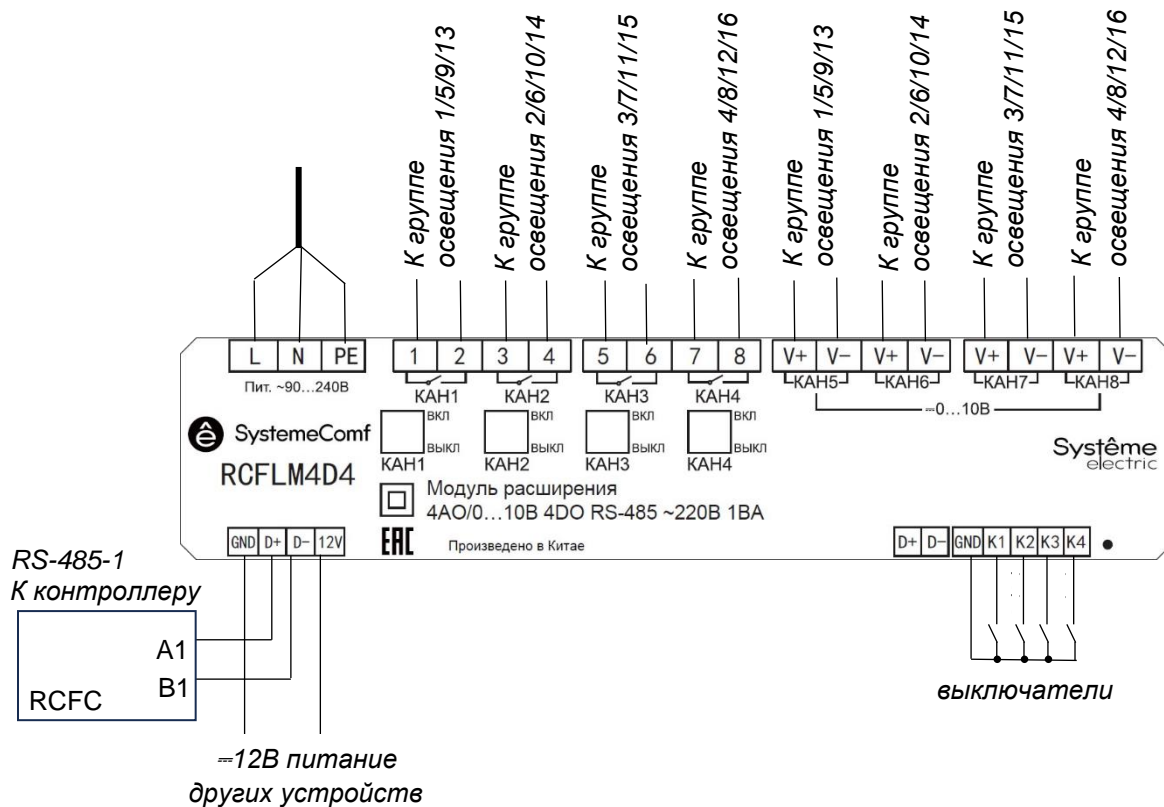 К группе
освещения 1/5/9/13
К группе
освещения 2/6/10/14
К группе
освещения 3/7/11/15
К группе
освещения 4/8/12/16
К группе
освещения 1/5/9/13
К группе
освещения 2/6/10/14
К группе
освещения 3/7/11/15
К группе
освещения 4/8/12/16
L N PE 1 2 3 4 5 6 7 8 V+ V- V+ V- V+ V- V+ V-
Пит. ~90...240В
КАН1 КАН2 КАН3 КАН4 КАН5 КАН6 КАН7 КАН8
⎓0...10В
вкл вкл вкл вкл
выкл выкл выкл выкл
КАН1 КАН2 КАН3 КАН4
ê SystemeComf
RCFLM4D4
Système
electric
Модуль расширения
4AO/0...10В 4DO RS-485 ~220В 1ВА
EAC Произведено в Китае
GND D+ D- 12V
D+ D- GND K1 K2 K3 K4
RS-485-1
К контроллеру
A1
B1
RCFC
выключатели
⎓12В питание
других устройств